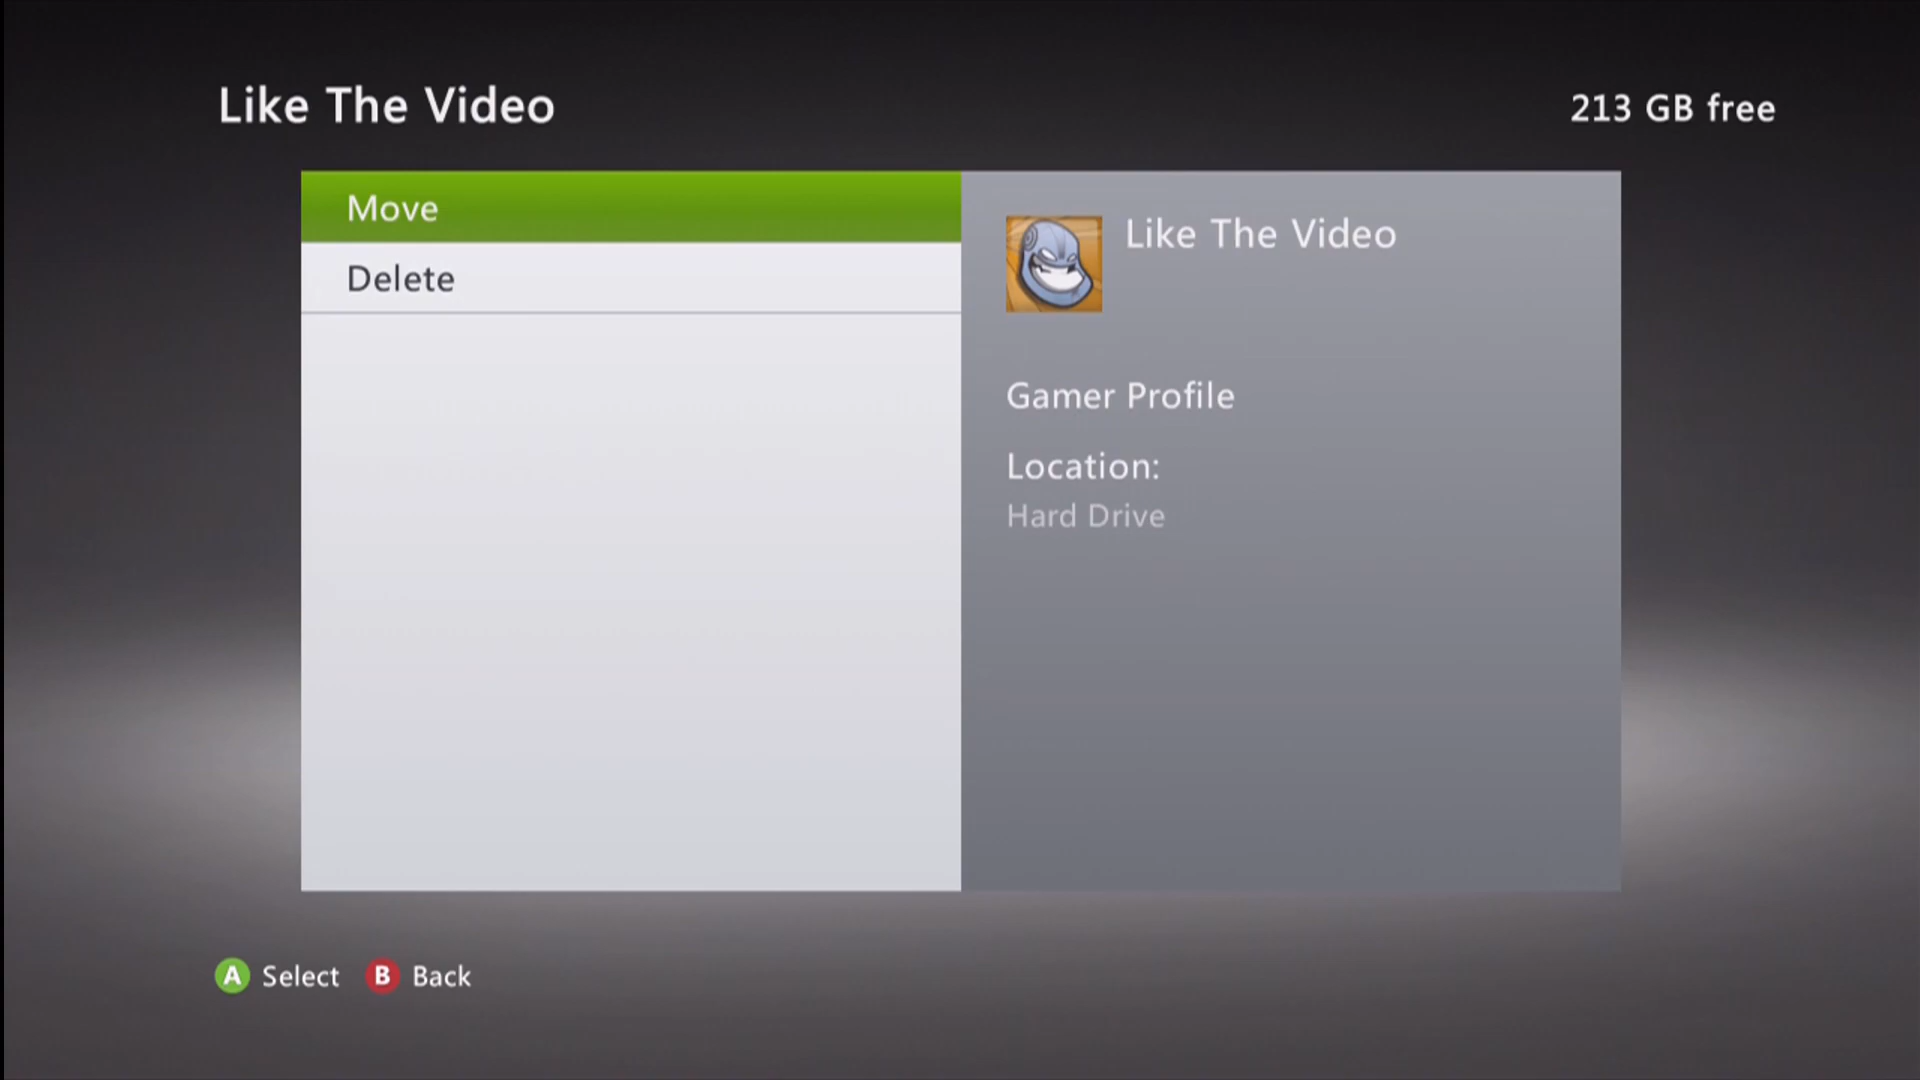 Like The Video
213 GB free
Move
Delete
Like The Video
Gamer Profile
Location:
Hard Drive
A Select B Back